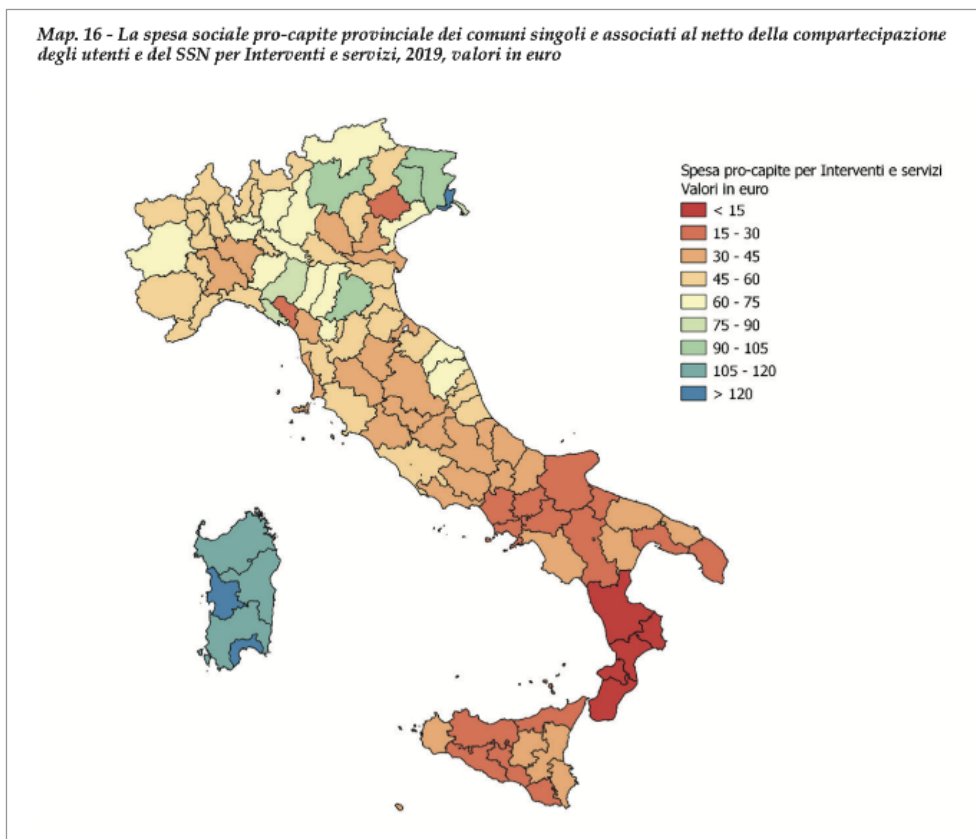 Map. 16 - La spesa sociale pro-capite provinciale dei comuni singoli e associati al netto della compartecipazione
degli utenti e del SSN per Interventi e servizi, 2019, valori in euro
Spesa pro-capite per Interventi e servizi
Valori in euro
< 15
15 - 30
30 - 45
45 - 60
60 - 75
75 - 90
90 - 105
105 - 120
> 120